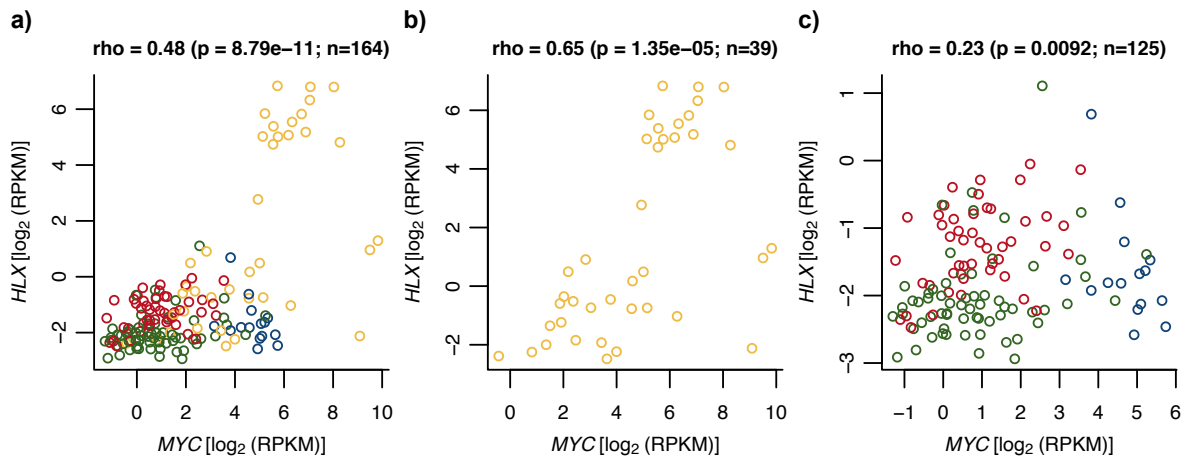 a)
rho = 0.48 (p = 8.79e−11; n=164)
HLX [log2 (RPKM)]
6
4
2
0
−2
0 2 4 6 8 10
MYC [log2 (RPKM)]
b)
rho = 0.65 (p = 1.35e−05; n=39)
HLX [log2 (RPKM)]
6
4
2
0
−2
0 2 4 6 8 10
MYC [log2 (RPKM)]
c)
rho = 0.23 (p = 0.0092; n=125)
HLX [log2 (RPKM)]
1
0
−1
−2
−3
−1 0 1 2 3 4 5 6
MYC [log2 (RPKM)]